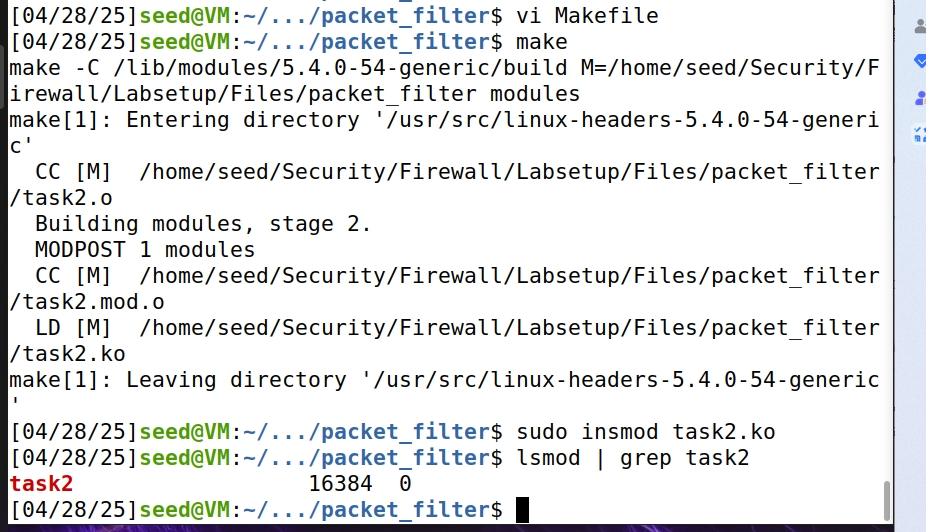 [04/28/25]seed@VM:~/.../packet_filter$ vi Makefile
[04/28/25]seed@VM:~/.../packet_filter$ make
make -C /lib/modules/5.4.0-54-generic/build M=/home/seed/Security/F
irewall/Labsetup/Files/packet_filter modules
make[1]: Entering directory '/usr/src/linux-headers-5.4.0-54-generi
c'
  CC [M]  /home/seed/Security/Firewall/Labsetup/Files/packet_filter
/task2.o
  Building modules, stage 2.
  MODPOST 1 modules
  CC [M]  /home/seed/Security/Firewall/Labsetup/Files/packet_filter
/task2.mod.o
  LD [M]  /home/seed/Security/Firewall/Labsetup/Files/packet_filter
/task2.ko
make[1]: Leaving directory '/usr/src/linux-headers-5.4.0-54-generic
'
[04/28/25]seed@VM:~/.../packet_filter$ sudo insmod task2.ko
[04/28/25]seed@VM:~/.../packet_filter$ lsmod | grep task2
task2                  16384  0
[04/28/25]seed@VM:~/.../packet_filter$